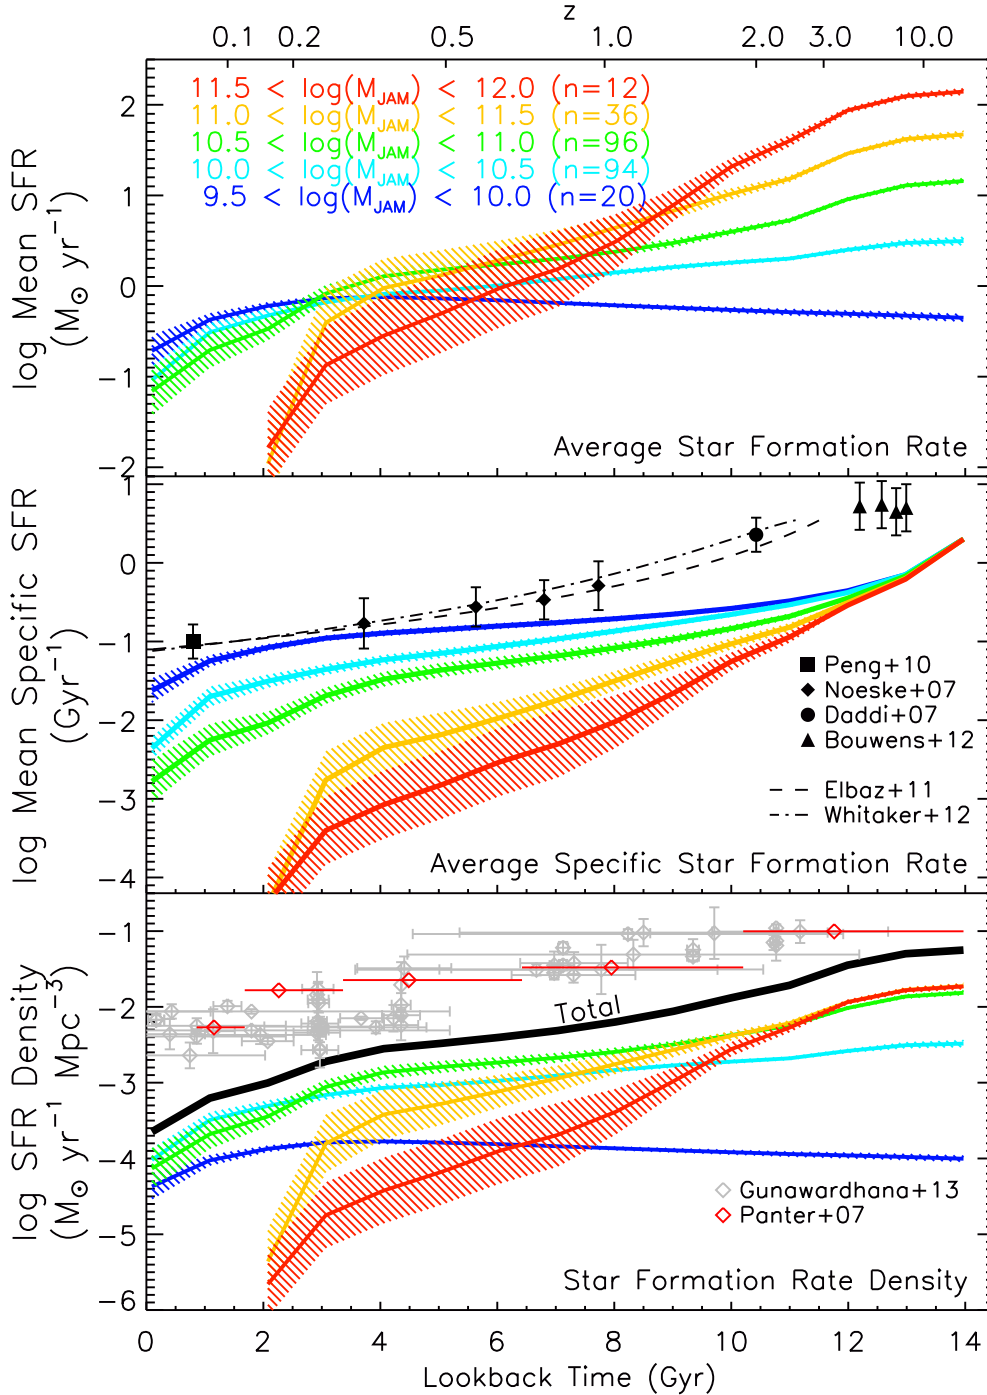 z
0.1 0.2 0.5 1.0 2.0 3.0 10.0
11.5 < log(M_JAM) < 12.0 (n=12)
11.0 < log(M_JAM) < 11.5 (n=36)
10.5 < log(M_JAM) < 11.0 (n=96)
10.0 < log(M_JAM) < 10.5 (n=94)
9.5 < log(M_JAM) < 10.0 (n=20)
log Mean SFR
(M⊙ yr⁻¹)
2
1
0
−1
−2
Average Star Formation Rate
log Mean Specific SFR
(Gyr⁻¹)
1
0
−1
−2
−3
−4
Peng+10
Noeske+07
Daddi+07
Bouwens+12
Elbaz+11
Whitaker+12
Average Specific Star Formation Rate
log SFR Density
(M⊙ yr⁻¹ Mpc⁻³)
−1
−2
−3
−4
−5
−6
Total
Gunawardhana+13
Panter+07
Star Formation Rate Density
0 2 4 6 8 10 12 14
Lookback Time (Gyr)